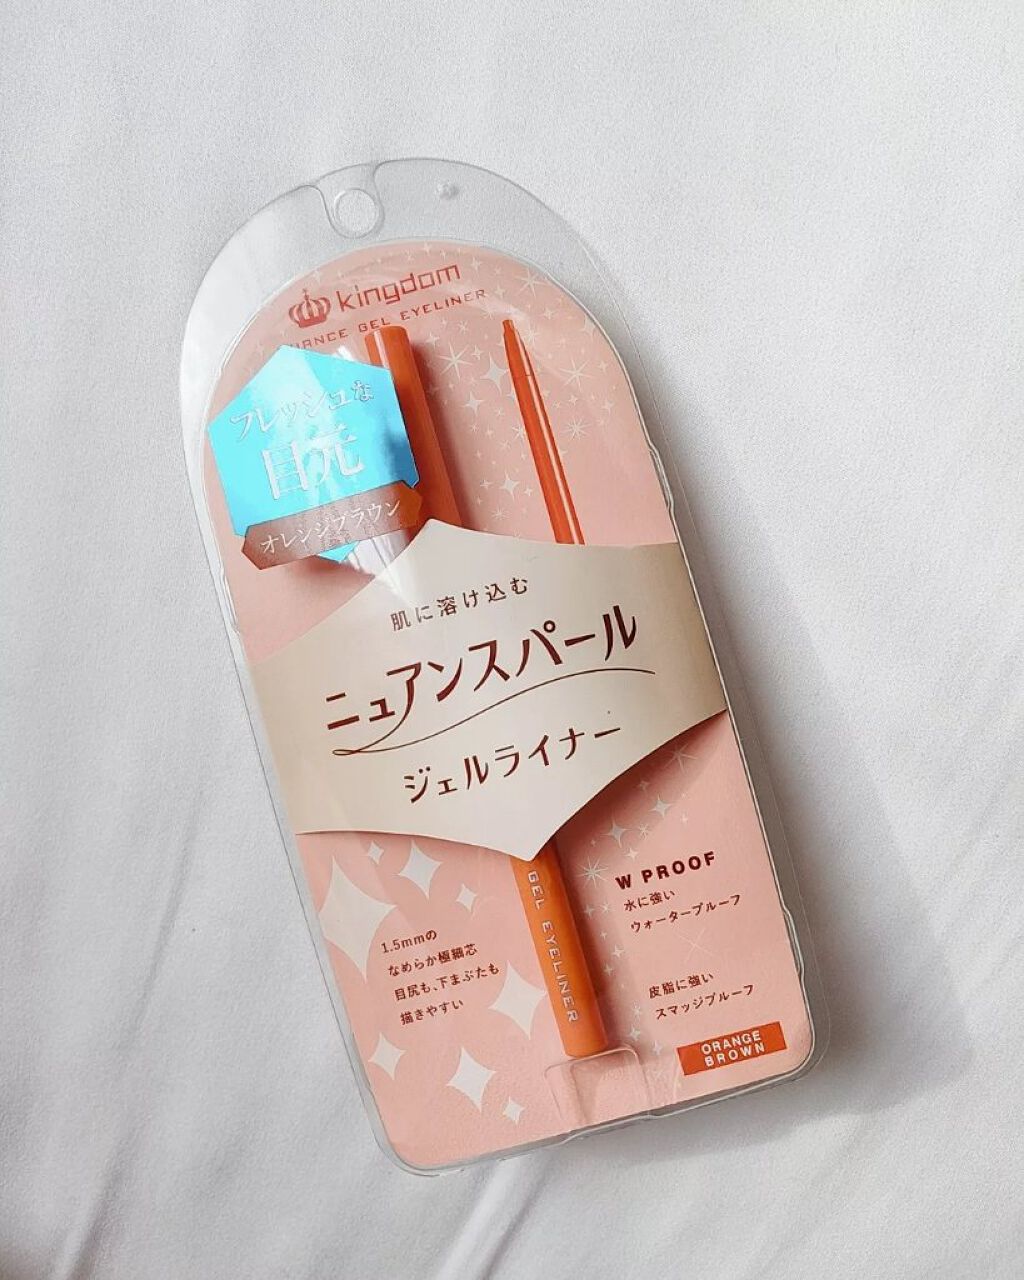 kingdom
NUANCE GEL EYELINER
フレッシュな
目元
オレンジブラウン
肌に溶け込む
ニュアンスパール
ジェルライナー
GEL EYELINER
W PROOF
水に強い
ウォータープルーフ
×
皮脂に強い
スマッジプルーフ
1.5mmの
なめらか極細芯
目尻も、下まぶたも
描きやすい
ORANGE
BROWN